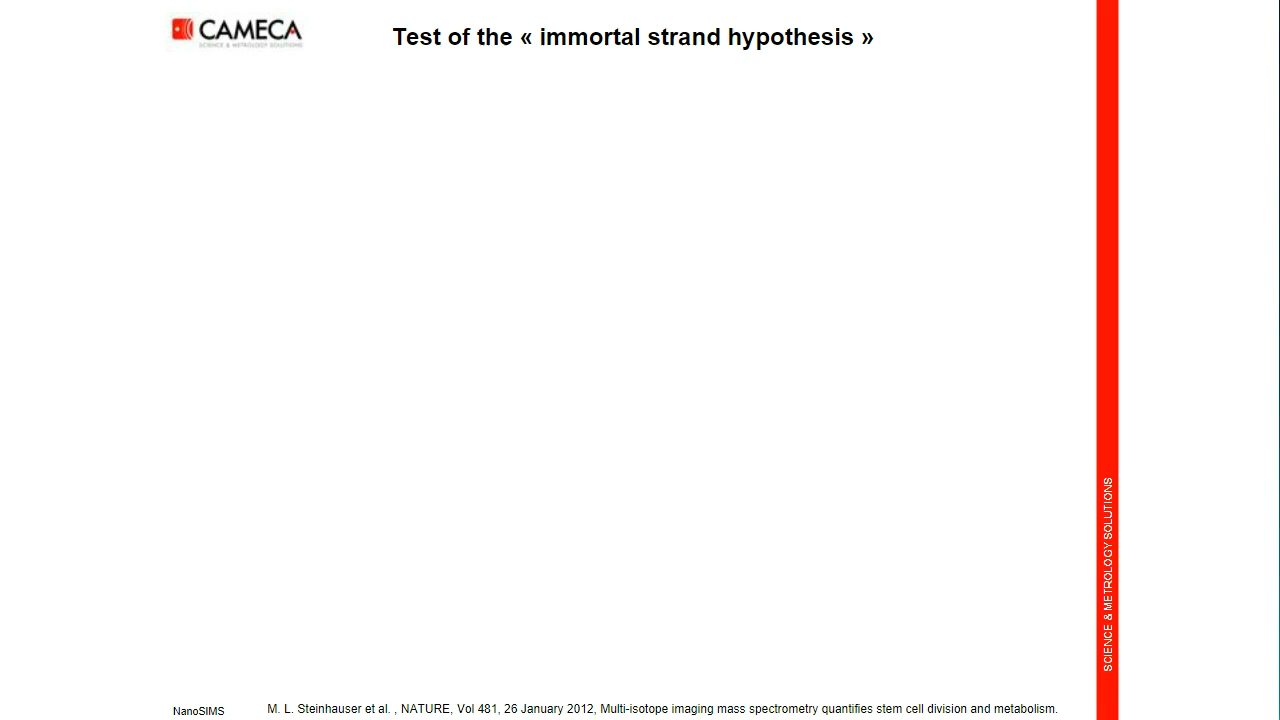 CAMECA
SCIENCE & METROLOGY SOLUTIONS
Test of the « immortal strand hypothesis »
SCIENCE & METROLOGY SOLUTIONS
NanoSIMS
M. L. Steinhauser et al. , NATURE, Vol 481, 26 January 2012, Multi-isotope imaging mass spectrometry quantifies stem cell division and metabolism.